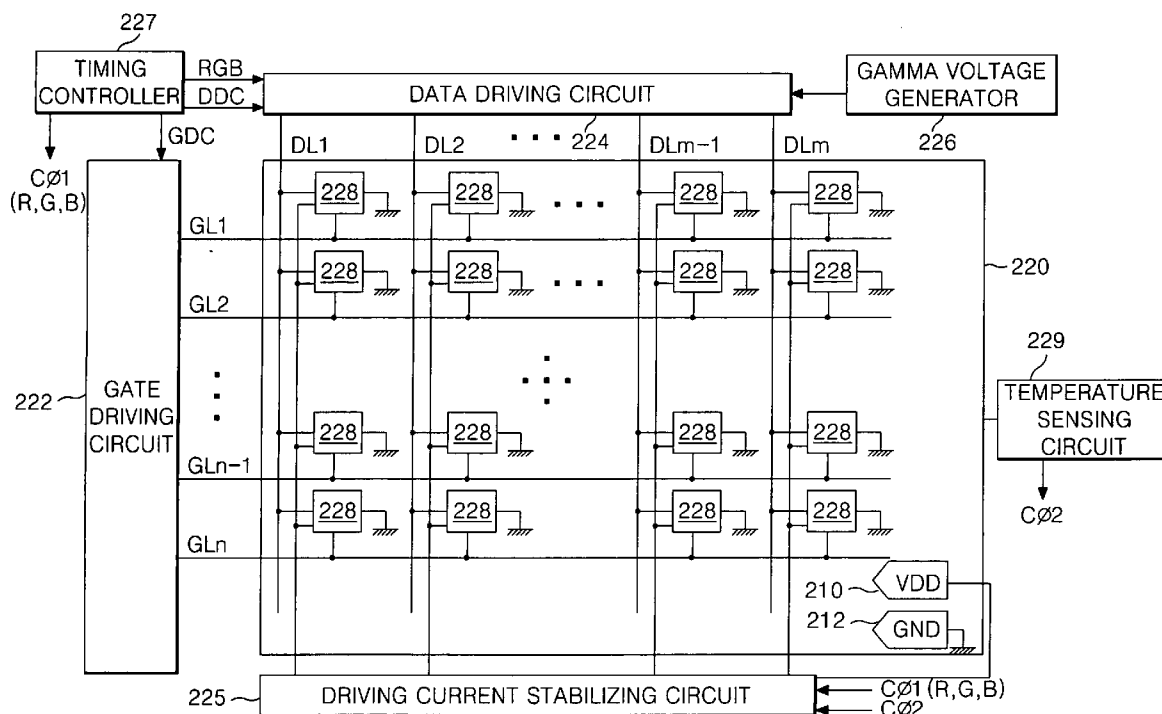 227
TIMING
CONTROLLER
RGB
DDC
DATA DRIVING CIRCUIT
GAMMA VOLTAGE
GENERATOR
GDC
DL1
DL2
224
DLm-1
DLm
226
CØ1
(R,G,B)
228 228 228 228
GL1
228 228 228 228
220
GL2
229
222
GATE
DRIVING
CIRCUIT
TEMPERATURE
SENSING
CIRCUIT
228 228 228 228
GLn-1
228 228 228 228
CØ2
GLn
210
VDD
212
GND
225
DRIVING CURRENT STABILIZING CIRCUIT
CØ1(R,G,B)
CØ2